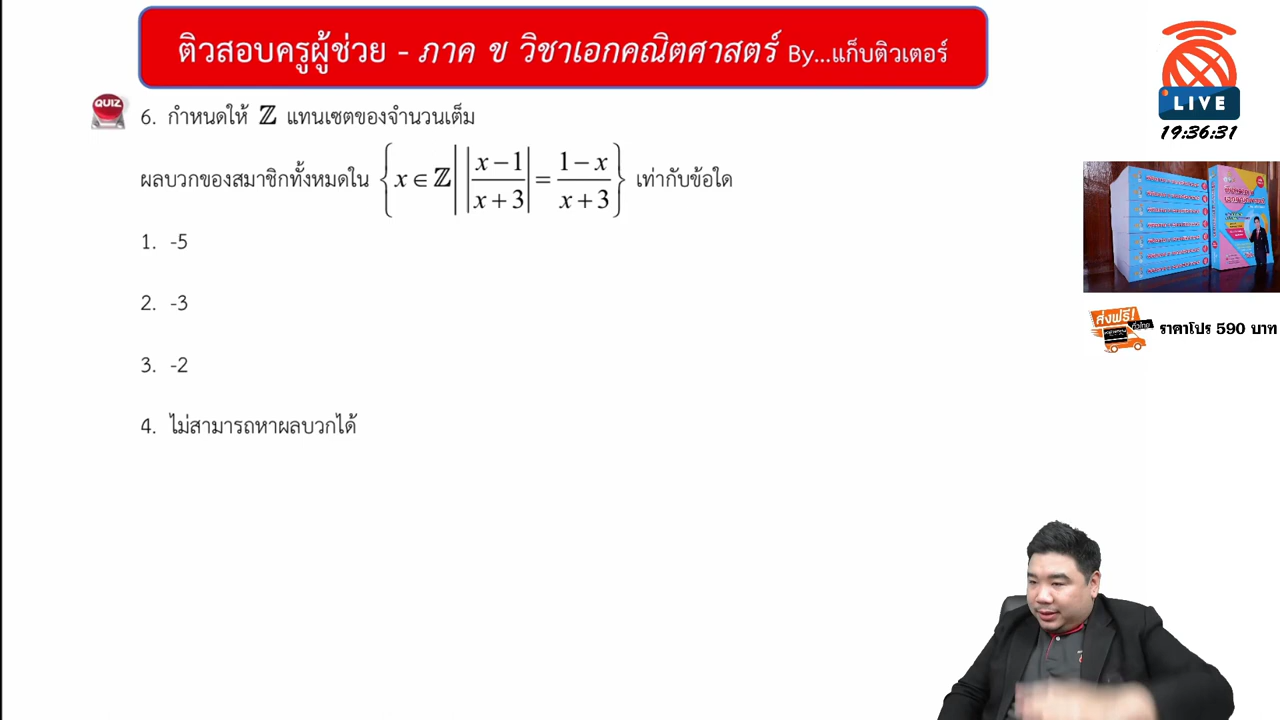 ติวสอบครูผู้ช่วย - ภาค ข วิชาเอกคณิตศาสตร์ By...แก็บติวเตอร์
QUIZ
6. กำหนดให้ ℤ แทนเซตของจำนวนเต็ม
ผลบวกของสมาชิกทั้งหมดใน {x ∈ ℤ | |(x−1)/(x+3)| = (1−x)/(x+3)} เท่ากับข้อใด
1. -5
2. -3
3. -2
4. ไม่สามารถหาผลบวกได้
LIVE
19:36:31
ส่งฟรี!
ทั่วไทย
ราคาโปร 590 บาท